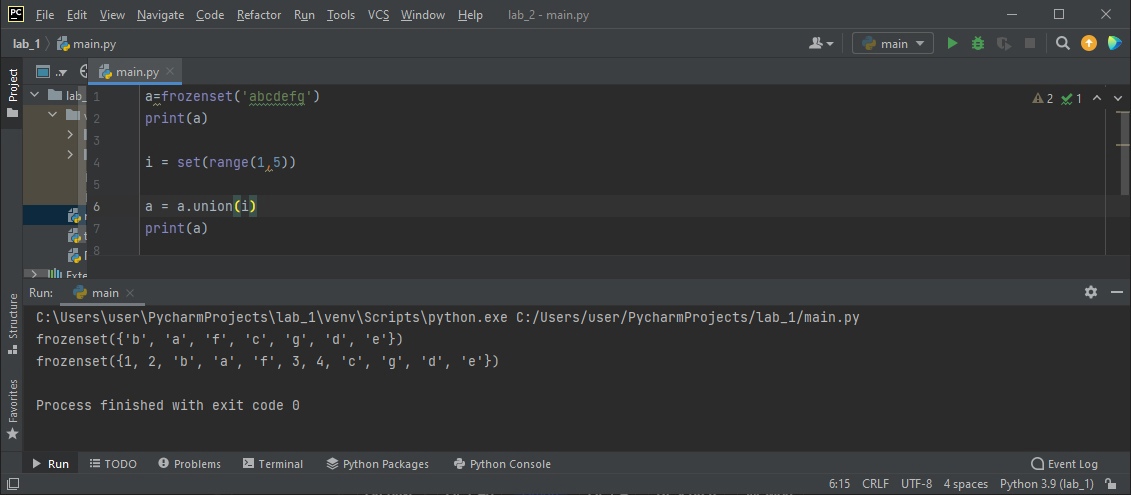 PC File Edit View Navigate Code Refactor Run Tools VCS Window Help lab_2 - main.py
lab_1 main.py main
Project
main.py
lab_
1 a=frozenset('abcdefg')
2 print(a)
3
4 i = set(range(1,5))
5
6 a = a.union(i)
7 print(a)
8
2 1
Exte
Run: main
C:\Users\user\PycharmProjects\lab_1\venv\Scripts\python.exe C:/Users/user/PycharmProjects/lab_1/main.py
frozenset({'b', 'a', 'f', 'c', 'g', 'd', 'e'})
frozenset({1, 2, 'b', 'a', 'f', 3, 4, 'c', 'g', 'd', 'e'})
Process finished with exit code 0
Structure
Favorites
Run TODO Problems Terminal Python Packages Python Console Event Log
6:15 CRLF UTF-8 4 spaces Python 3.9 (lab_1)